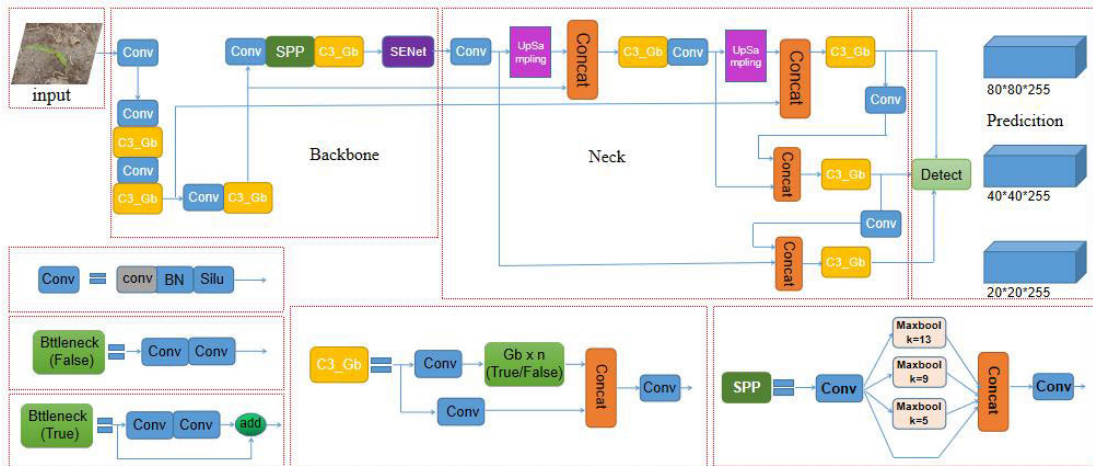 input
Conv
Conv
C3_Gb
Conv
C3_Gb
Conv
C3_Gb
Conv
SPP
C3_Gb
SENet
Backbone
Conv
UpSa
mpling
Concat
C3_Gb
Conv
UpSa
mpling
Concat
C3_Gb
Conv
Concat
C3_Gb
Conv
Concat
C3_Gb
Neck
Detect
80*80*255
Predicition
40*40*255
20*20*255
Conv
conv
BN
Silu
Bttleneck
(False)
Conv
Conv
Bttleneck
(True)
Conv
Conv
add
C3_Gb
Conv
Gb x n
(True/False)
Conv
Concat
Conv
SPP
Conv
Maxbool
k=13
Maxbool
k=9
Maxbool
k=5
Concat
Conv